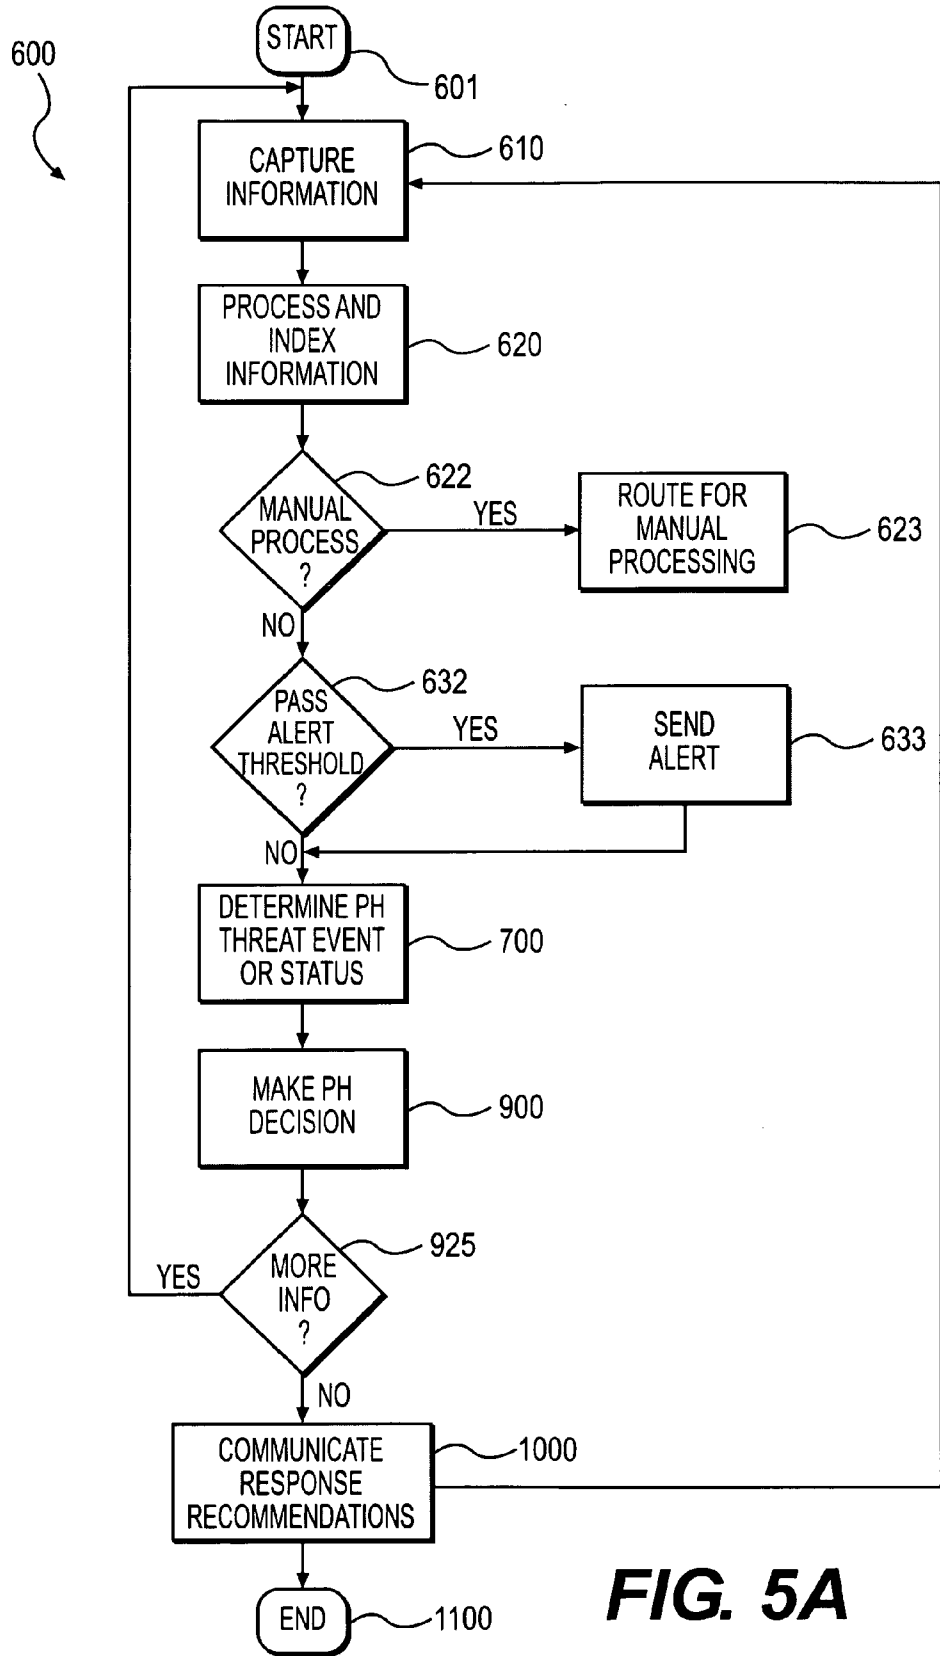 START
600
601
CAPTURE
INFORMATION
610
PROCESS AND
INDEX
INFORMATION
620
622
MANUAL
PROCESS
?
YES
ROUTE FOR
MANUAL
PROCESSING
623
NO
632
PASS
ALERT
THRESHOLD
?
YES
SEND
ALERT
633
NO
DETERMINE PH
THREAT EVENT
OR STATUS
700
MAKE PH
DECISION
900
925
MORE
INFO
?
YES
NO
COMMUNICATE
RESPONSE
RECOMMENDATIONS
1000
END
1100
FIG. 5A